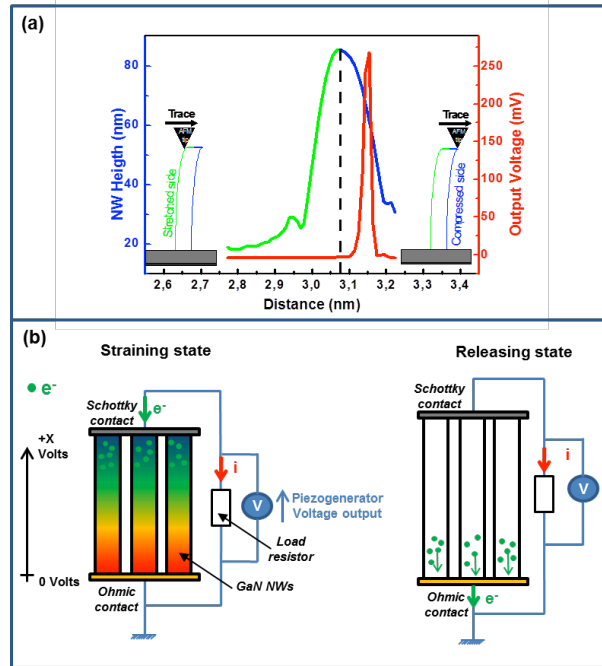 (a)
NW Heigth (nm)
80
60
40
20
Trace
AFM
Stretched side
Trace
AFM
Compressed side
250
200
150
100
50
0
Output Voltage (mV)
2,6 2,7 2,8 2,9 3,0 3,1 3,2 3,3 3,4
Distance (nm)
(b)
Straining state
Releasing state
e-
Schottky
contact
e-
+X
Volts
i
V
Piezogenerator
Voltage output
Load
resistor
0 Volts
Ohmic
contact
GaN NWs
Schottky
contact
i
V
Ohmic
contact
e-